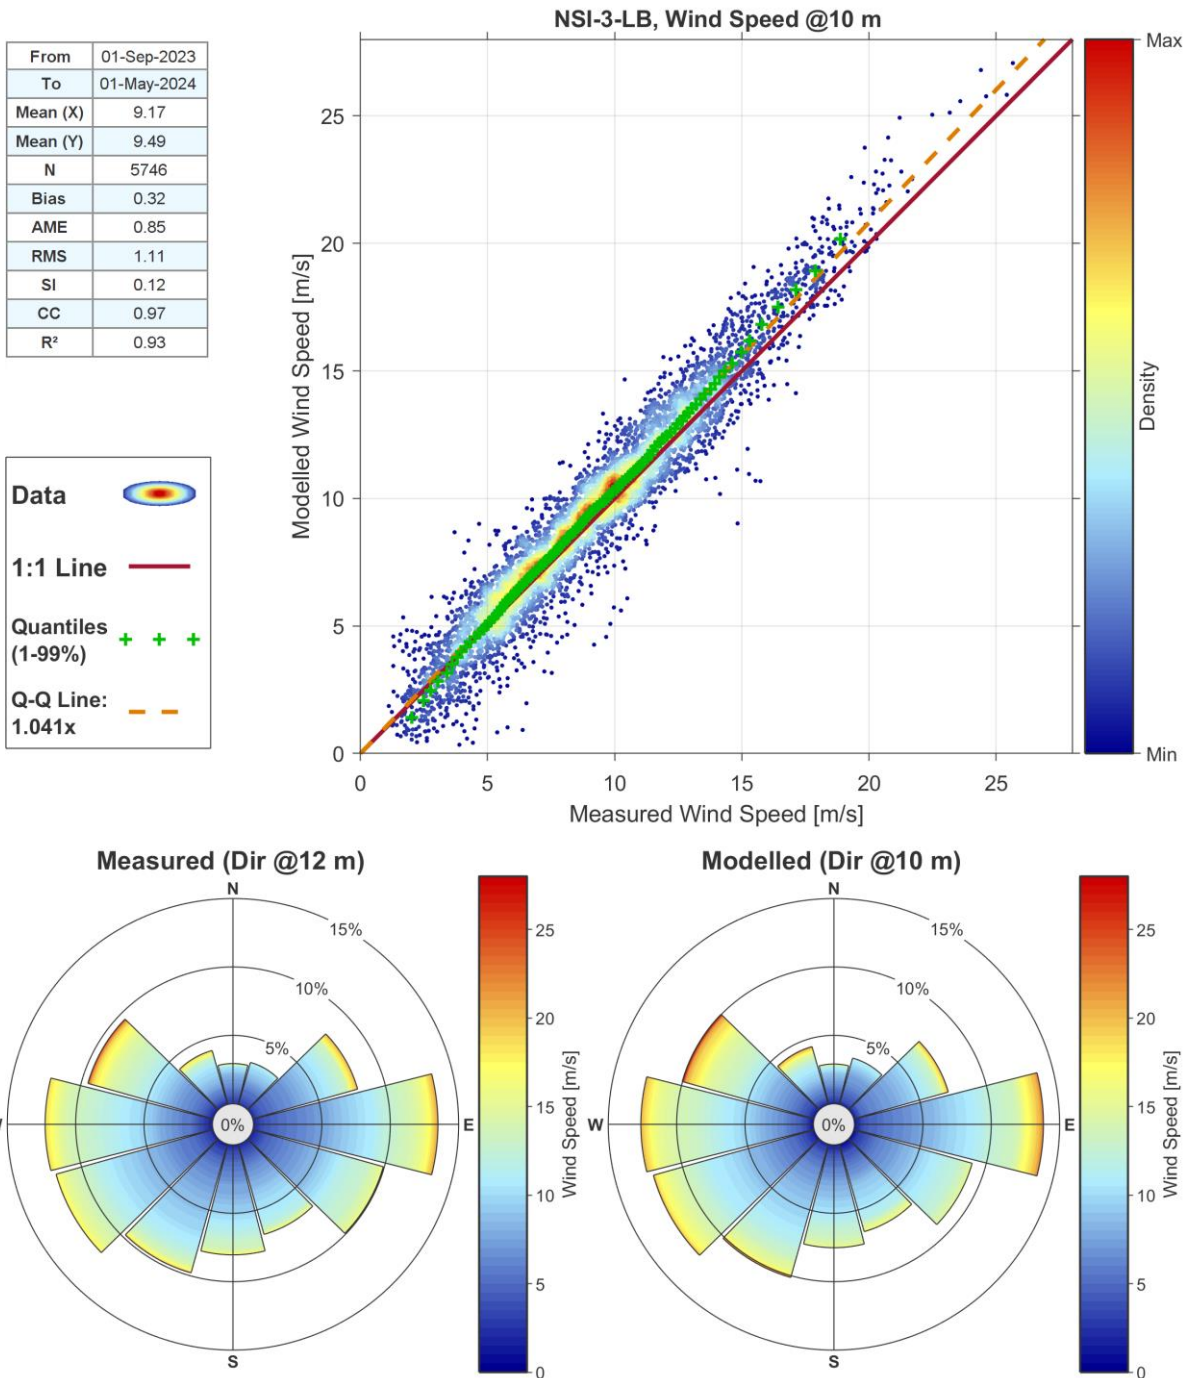 NSI-3-LB, Wind Speed @10 m
From 01-Sep-2023
To 01-May-2024
Mean (X) 9.17
Mean (Y) 9.49
N 5746
Bias 0.32
AME 0.85
RMS 1.11
SI 0.12
CC 0.97
R² 0.93
Data
1:1 Line
Quantiles
(1-99%)
Q-Q Line:
1.041x
Modelled Wind Speed [m/s]
25
20
15
10
5
0
0 5 10 15 20 25
Measured Wind Speed [m/s]
Max
Density
Min
Measured (Dir @12 m)
N
15%
10%
5%
0%
E
S
25
20
15
10
5
0
Wind Speed [m/s]
Modelled (Dir @10 m)
N
15%
10%
5%
0%
W
E
S
25
20
15
10
5
0
Wind Speed [m/s]